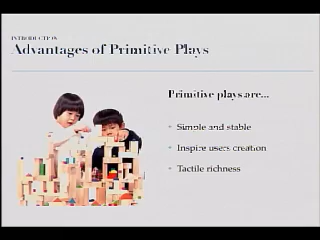 INTRODUCTION
Advantages of Primitive Plays
Primitive plays are...
Simple and stable
Inspire users creation
Tactile richness